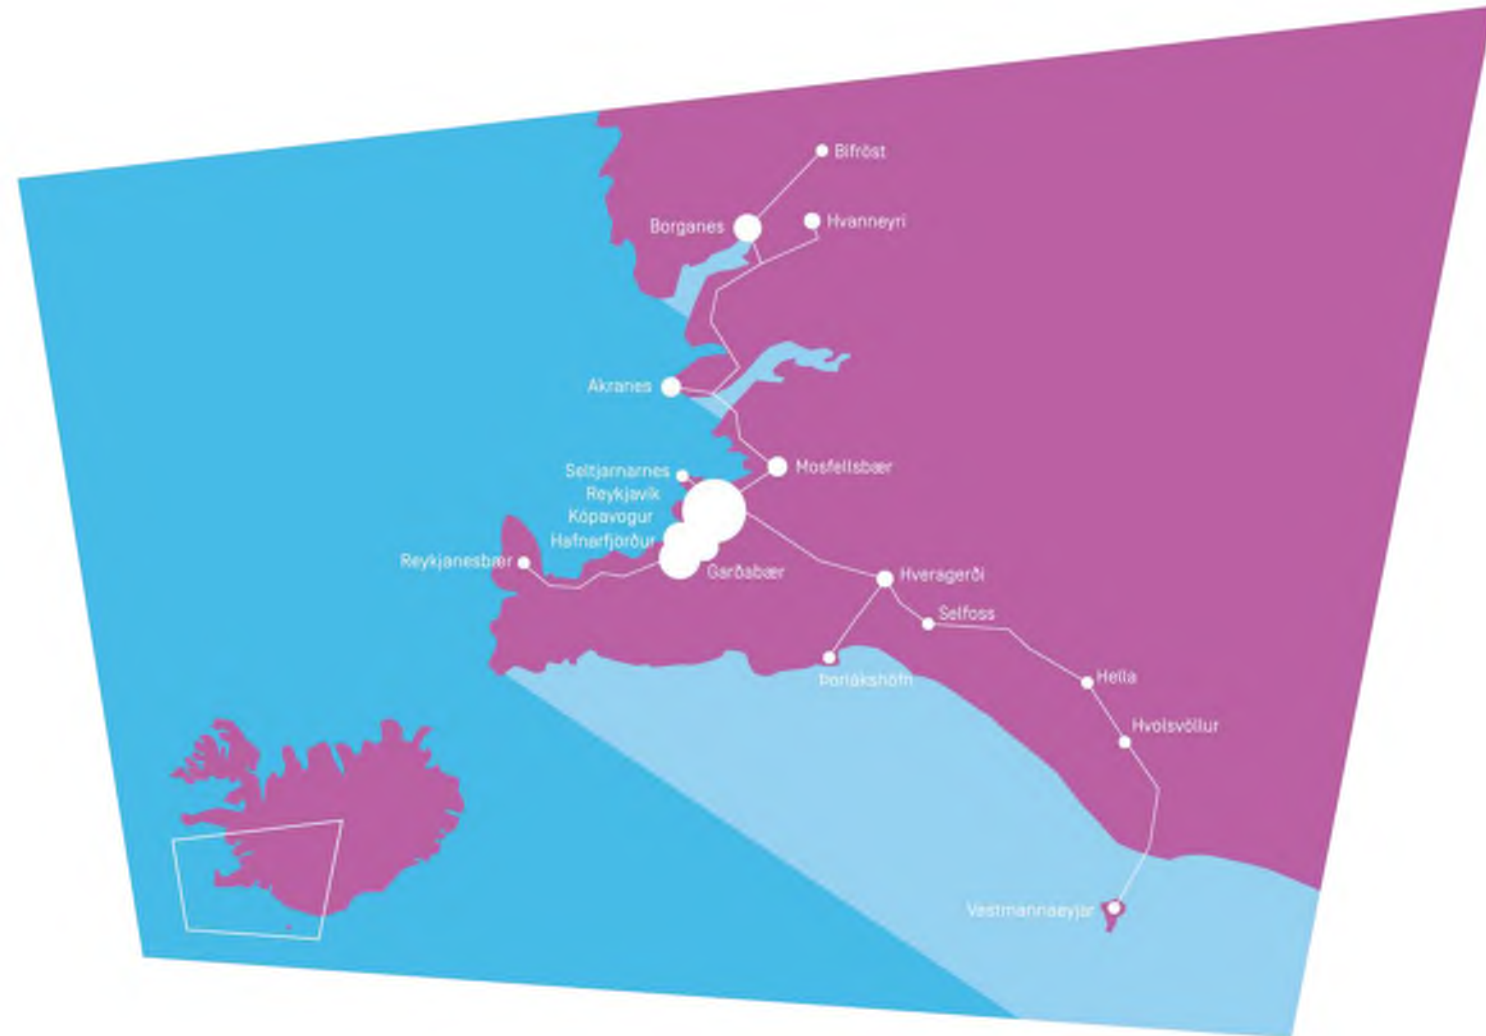 Bifröst
Borganes
Hvanneyri
Akranes
Mosfellsbær
Seltjarnarnes
Reykjavík
Kópavogur
Hafnarfjörður
Reykjanesbær
Garðabær
Hveragerði
Selfoss
Þorlákshöfn
Hella
Hvolsvöllur
Vestmannaeyjar